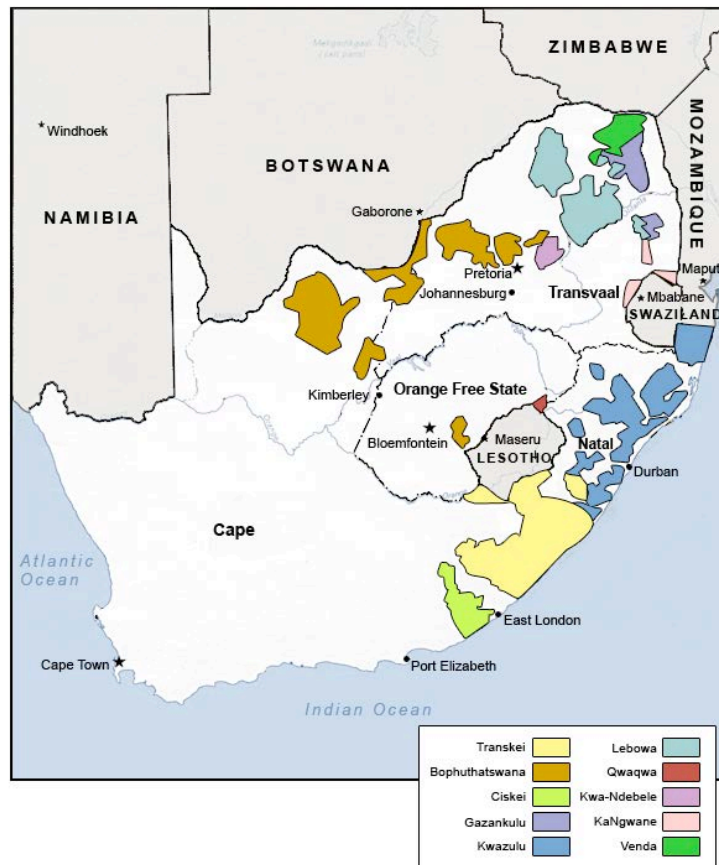 ZIMBABWE
Windhoek
MOZAMBIQUE
BOTSWANA
NAMIBIA
Gaborone
Pretoria
Maput
Johannesburg
Transvaal
Mbabane
SWAZILAND
Kimberley
Orange Free State
Bloemfontein
Maseru
Natal
LESOTHO
Durban
Cape
Atlantic
Ocean
East London
Cape Town
Port Elizabeth
Indian Ocean
Transkei
Lebowa
Bophuthatswana
Qwaqwa
Ciskei
Kwa-Ndebele
Gazankulu
KaNgwane
Kwazulu
Venda